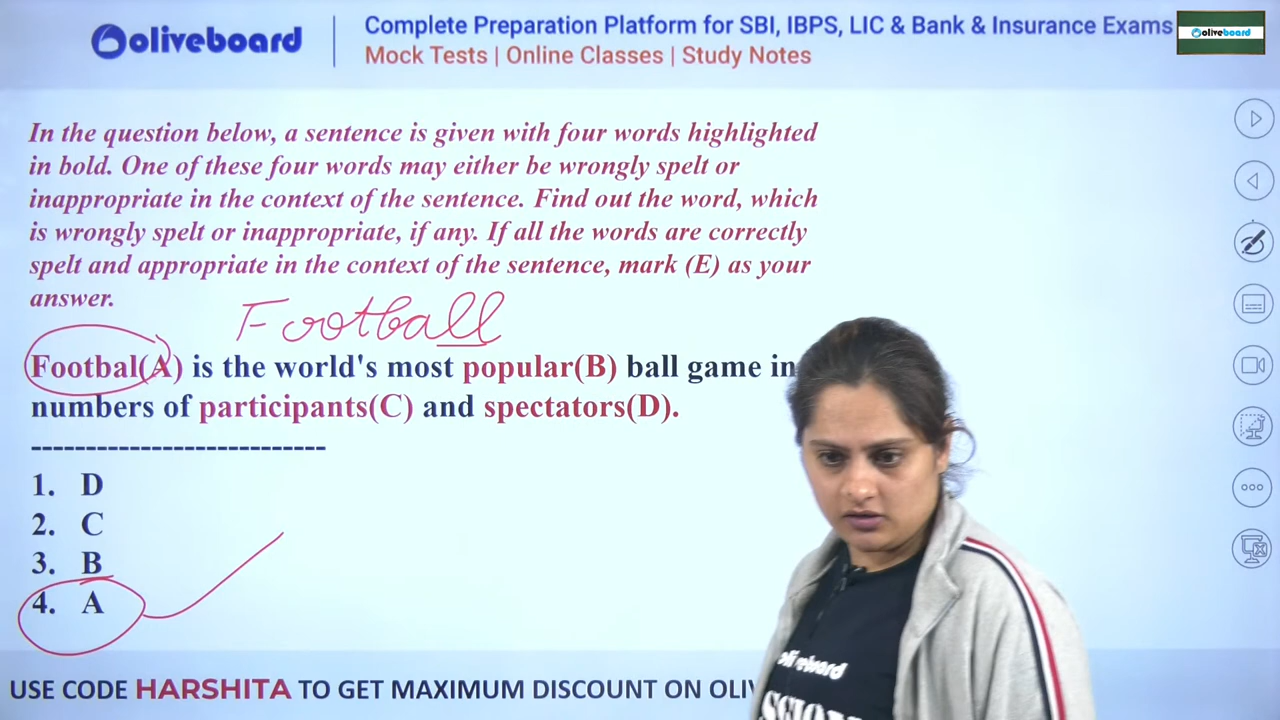 oliveboard
Complete Preparation Platform for SBI, IBPS, LIC & Bank & Insurance Exams
Mock Tests | Online Classes | Study Notes
oliveboard
In the question below, a sentence is given with four words highlighted
in bold. One of these four words may either be wrongly spelt or
inappropriate in the context of the sentence. Find out the word, which
is wrongly spelt or inappropriate, if any. If all the words are correctly
spelt and appropriate in the context of the sentence, mark (E) as your
answer.
Football
Footbal(A) is the world's most popular(B) ball game in
numbers of participants(C) and spectators(D).
---------------------------
1. D
2. C
3. B
4. A
oliveboard
USE CODE HARSHITA TO GET MAXIMUM DISCOUNT ON